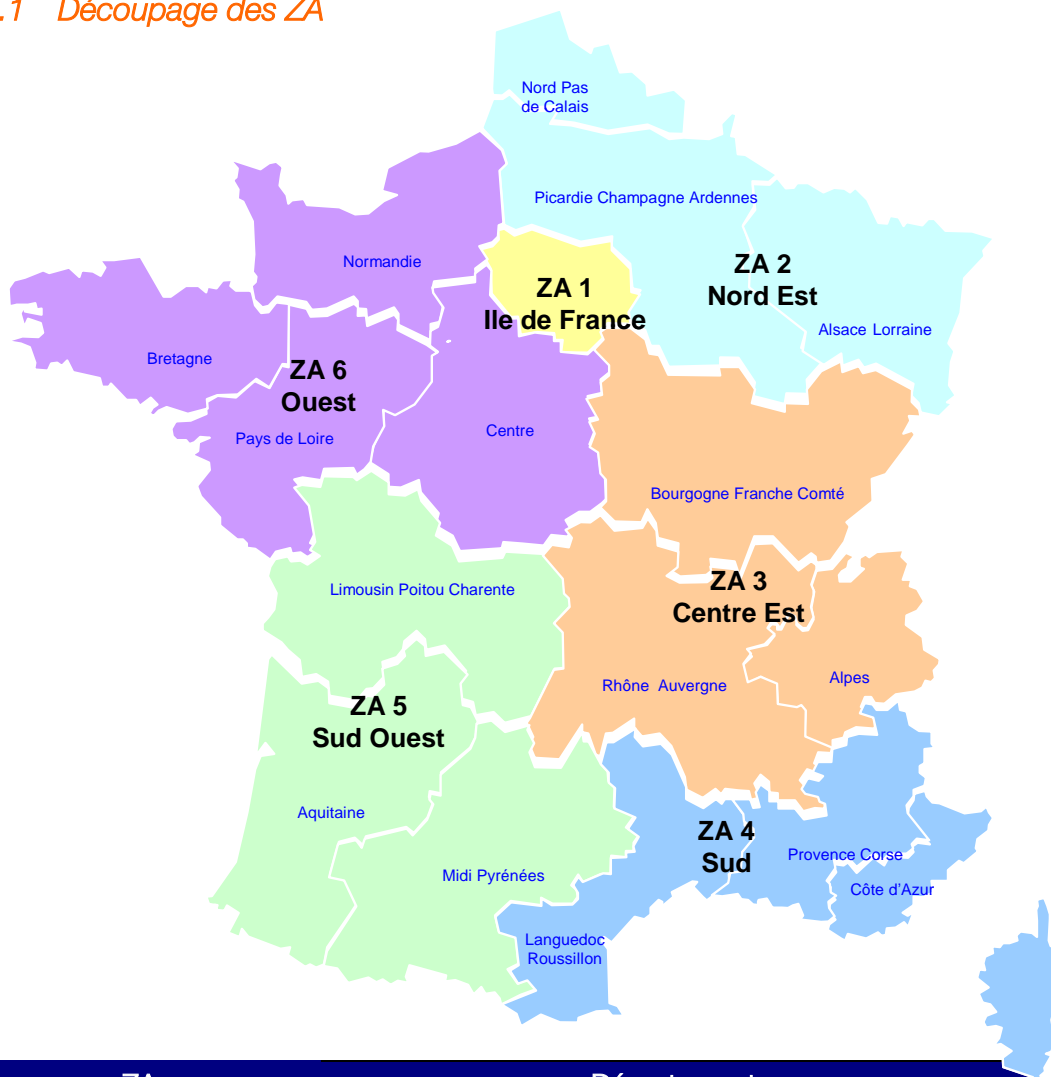 .1 Découpage des ZA
Nord Pas
de Calais
Picardie Champagne Ardennes
Normandie
ZA 2
Nord Est
ZA 1
Ile de France
Alsace Lorraine
Bretagne
ZA 6
Ouest
Pays de Loire
Centre
Bourgogne Franche Comté
Limousin Poitou Charente
ZA 3
Centre Est
Rhône Auvergne
Alpes
ZA 5
Sud Ouest
Aquitaine
ZA 4
Sud
Provence Corse
Midi Pyrénées
Côte d'Azur
Languedoc
Roussillon
ZA